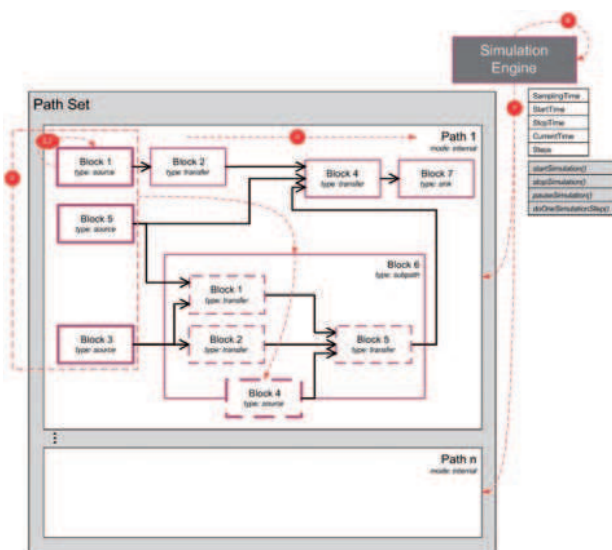 Simulation
Engine
SamplingTime
StartTime
StopTime
CurrentTime
Steps
startSimulation()
stopSimulation()
pauseSimulation()
doOneSimulationStep()
Path Set
Path 1
mode: internal
Block 1
type: source
Block 2
type: transfer
Block 4
type: transfer
Block 7
type: sink
Block 5
type: source
Block 6
type: subpath
Block 1
type: transfer
Block 3
type: source
Block 2
type: transfer
Block 5
type: transfer
Block 4
type: source
Path n
mode: internal